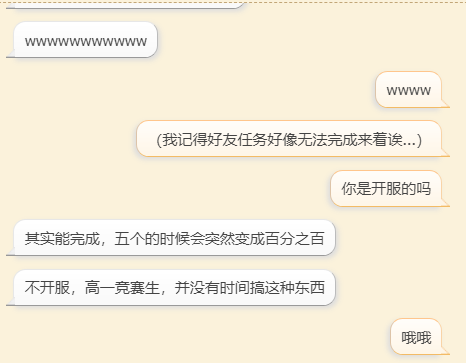 wwwwwwwwwww
wwww
（我记得好友任务好像无法完成来着诶...）
你是开服的吗
其实能完成，五个的时候会突然变成百分之百
不开服，高一竞赛生，并没有时间搞这种东西
哦哦